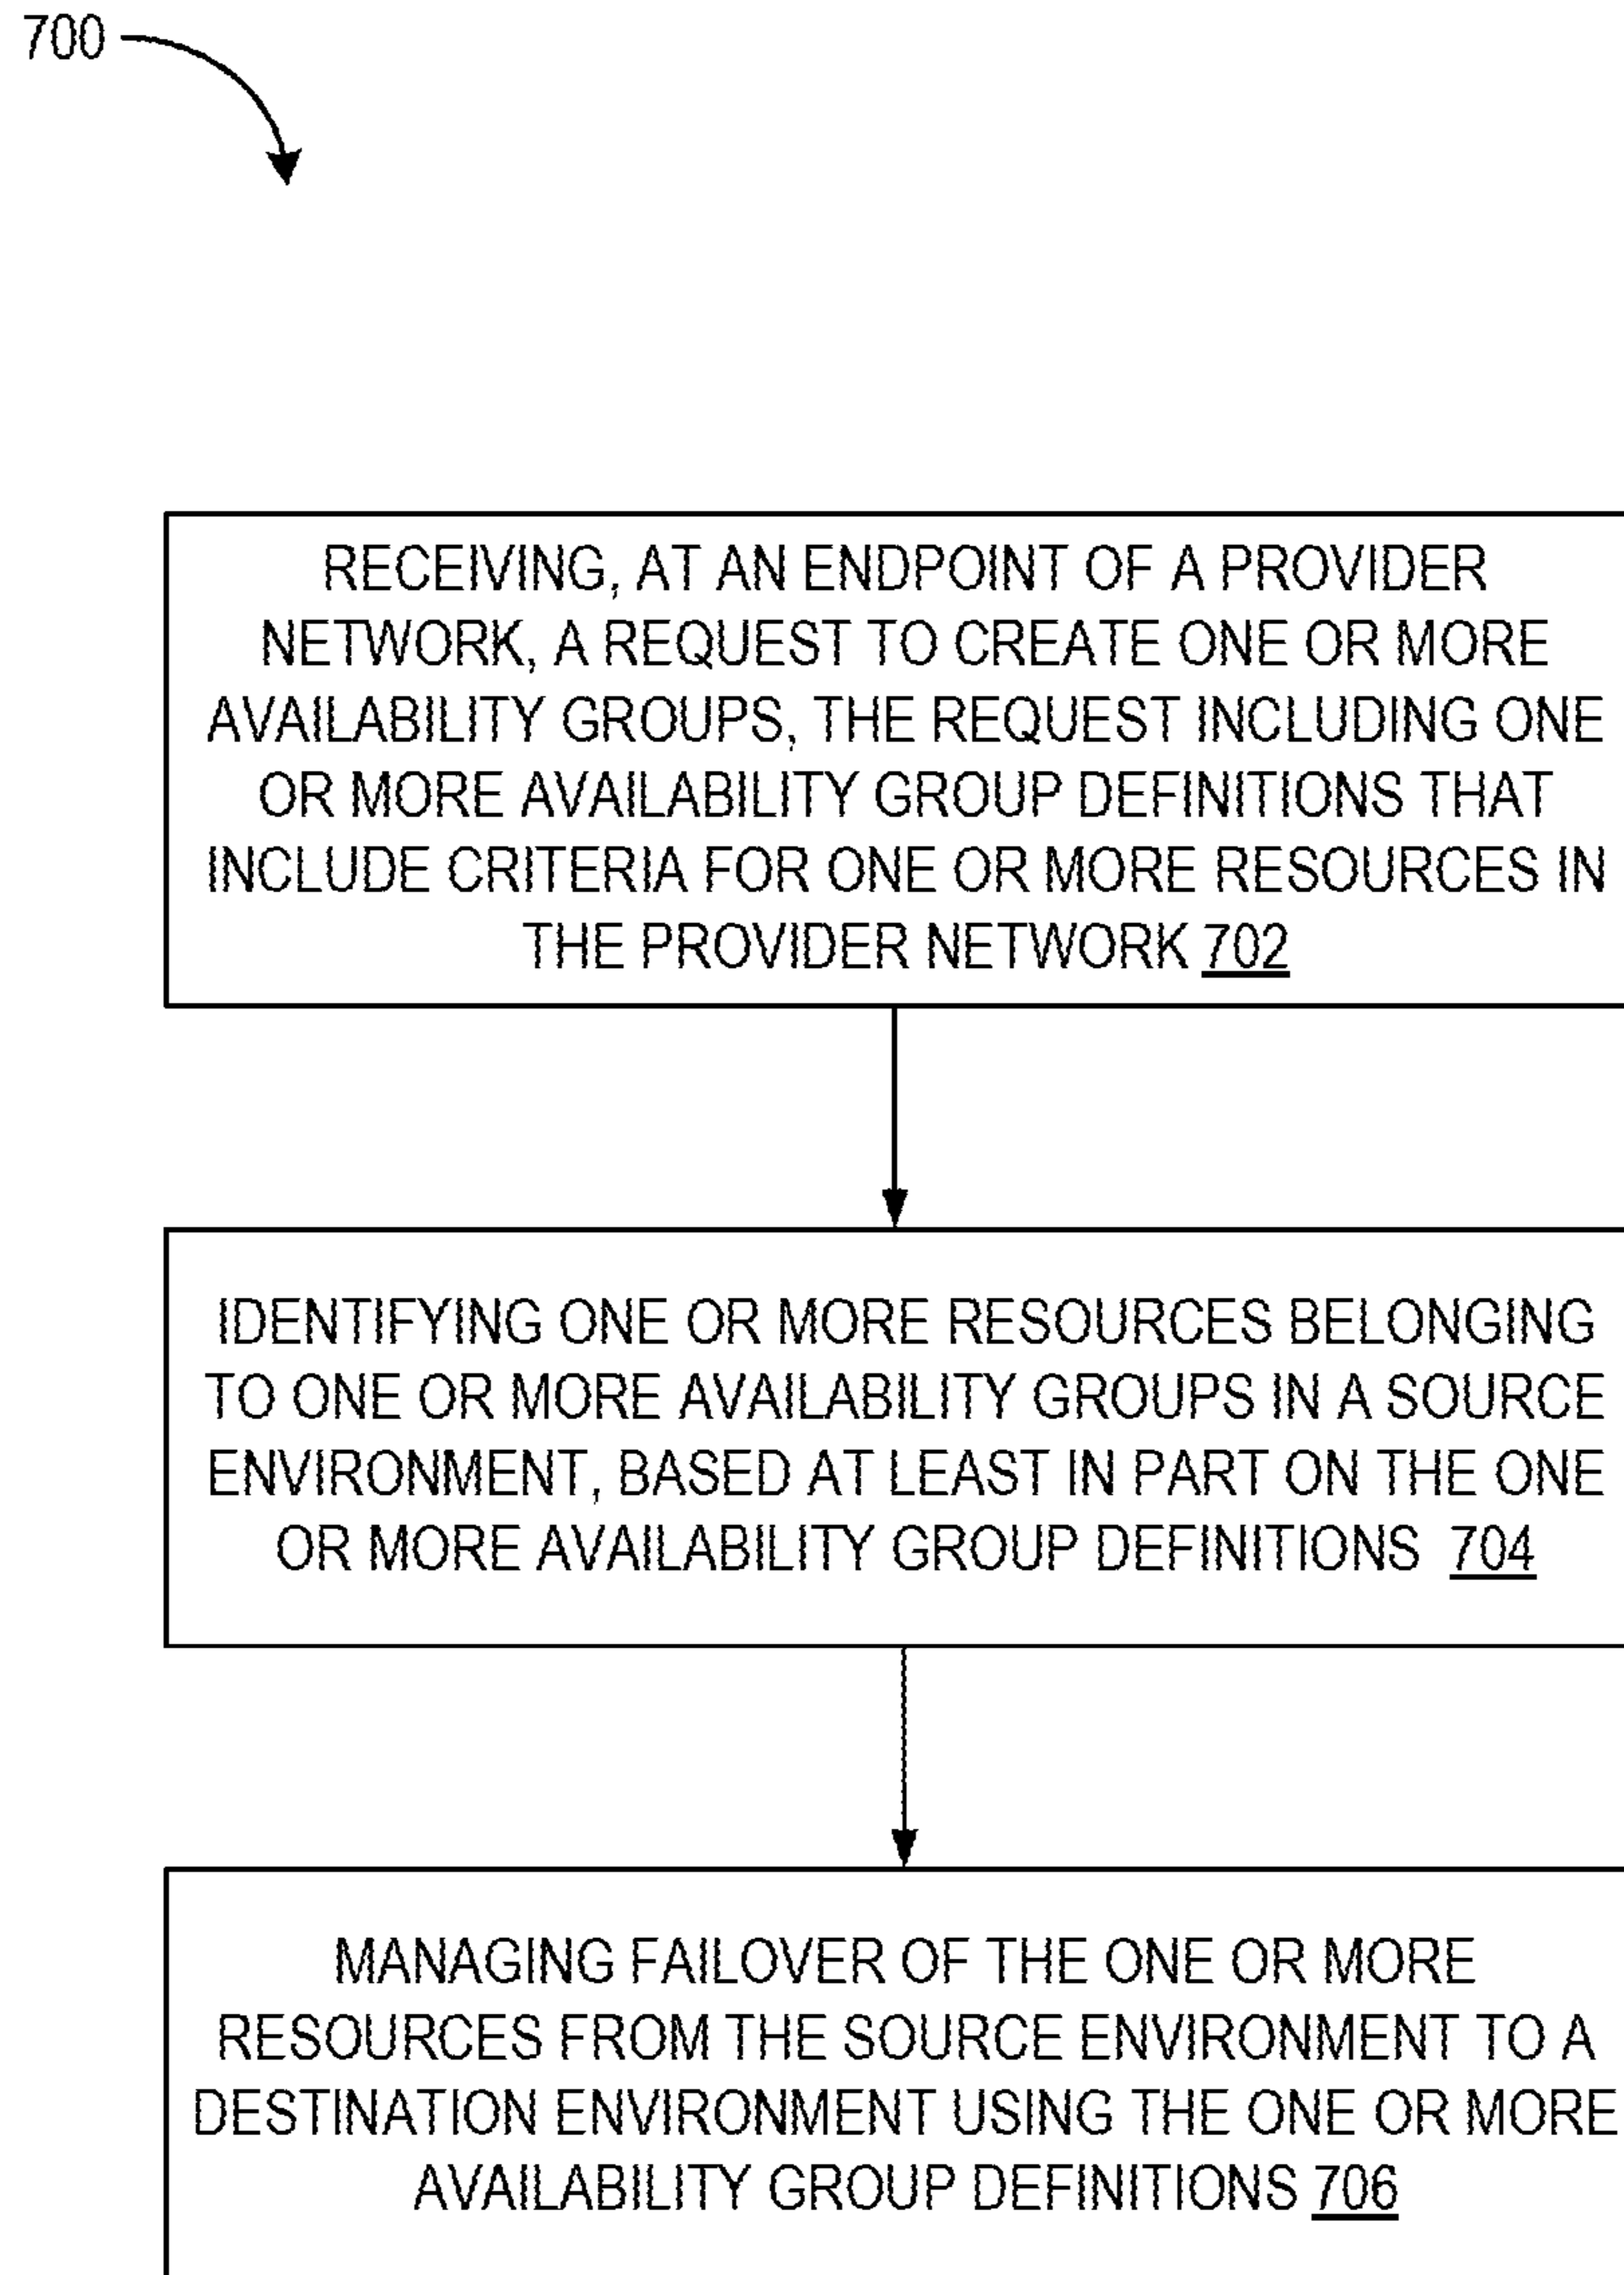 700
RECEIVING, AT AN ENDPOINT OF A PROVIDER
NETWORK, A REQUEST TO CREATE ONE OR MORE
AVAILABILITY GROUPS, THE REQUEST INCLUDING ONE
OR MORE AVAILABILITY GROUP DEFINITIONS THAT
INCLUDE CRITERIA FOR ONE OR MORE RESOURCES IN
THE PROVIDER NETWORK 702
IDENTIFYING ONE OR MORE RESOURCES BELONGING
TO ONE OR MORE AVAILABILITY GROUPS IN A SOURCE
ENVIRONMENT, BASED AT LEAST IN PART ON THE ONE
OR MORE AVAILABILITY GROUP DEFINITIONS 704
MANAGING FAILOVER OF THE ONE OR MORE
RESOURCES FROM THE SOURCE ENVIRONMENT TO A
DESTINATION ENVIRONMENT USING THE ONE OR MORE
AVAILABILITY GROUP DEFINITIONS 706